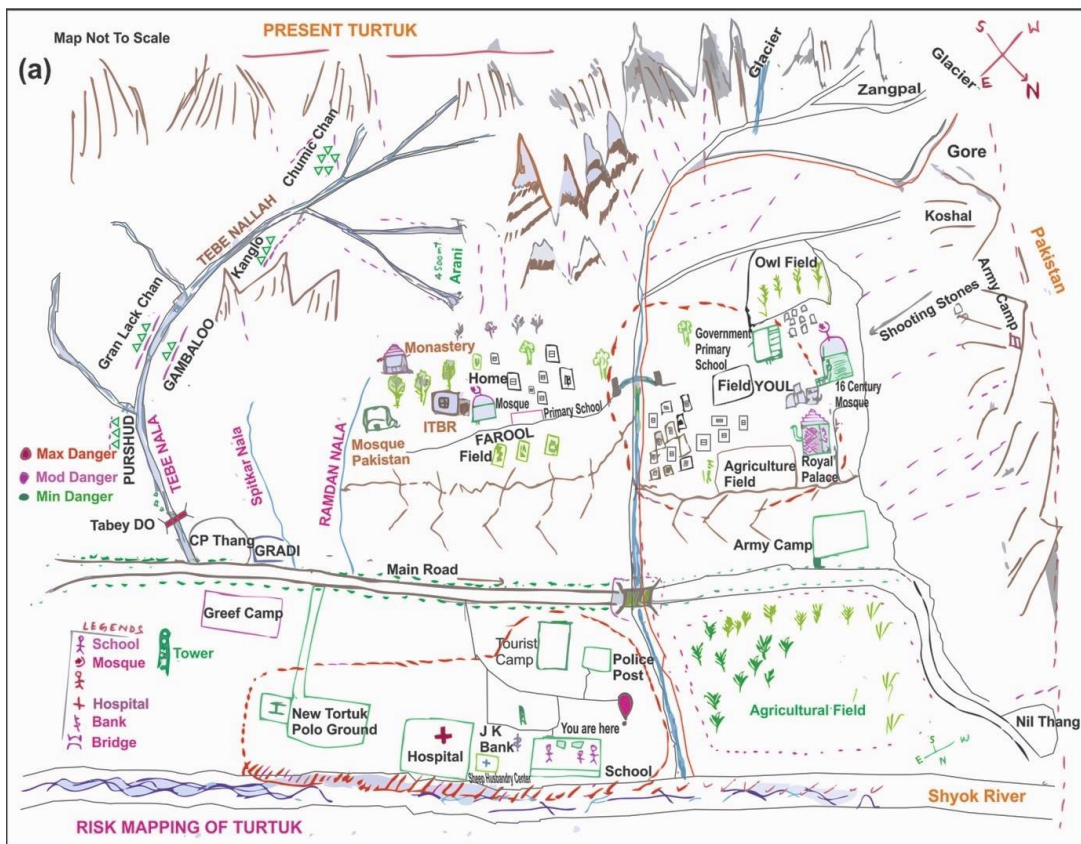 PRESENT TURTUK
Map Not To Scale
(a)
S
W
E
N
Glacier
Glacier
Zangpal
Gore
Koshal
Pakistan
Chumic Chan
TEBE NALLAH
Kanglo
4500mt.
Arani
Gran Lack Chan
GAMBALOO
PURSHUD
TEBE NALA
Spitkar Nala
RAMDAN NALA
Owl Field
Shooting Stones
Army Camp
Government
Primary
School
Field
YOUL
16 Century
Mosque
Monastery
Home
Mosque
Primary School
ITBR
Mosque
Pakistan
FAROOL
Field
Agriculture
Field
Royal
Palace
Max Danger
Mod Danger
Min Danger
Tabey DO
CP Thang
GRADI
Main Road
Army Camp
Greef Camp
LEGENDS
School
Mosque
Tower
Hospital
Bank
Bridge
Tourist
Camp
Police
Post
New Tortuk
Polo Ground
Hospital
J K
Bank
You are here
School
Sheep Husbandry Center
Agricultural Field
Nil Thang
S
W
E
N
Shyok River
RISK MAPPING OF TURTUK